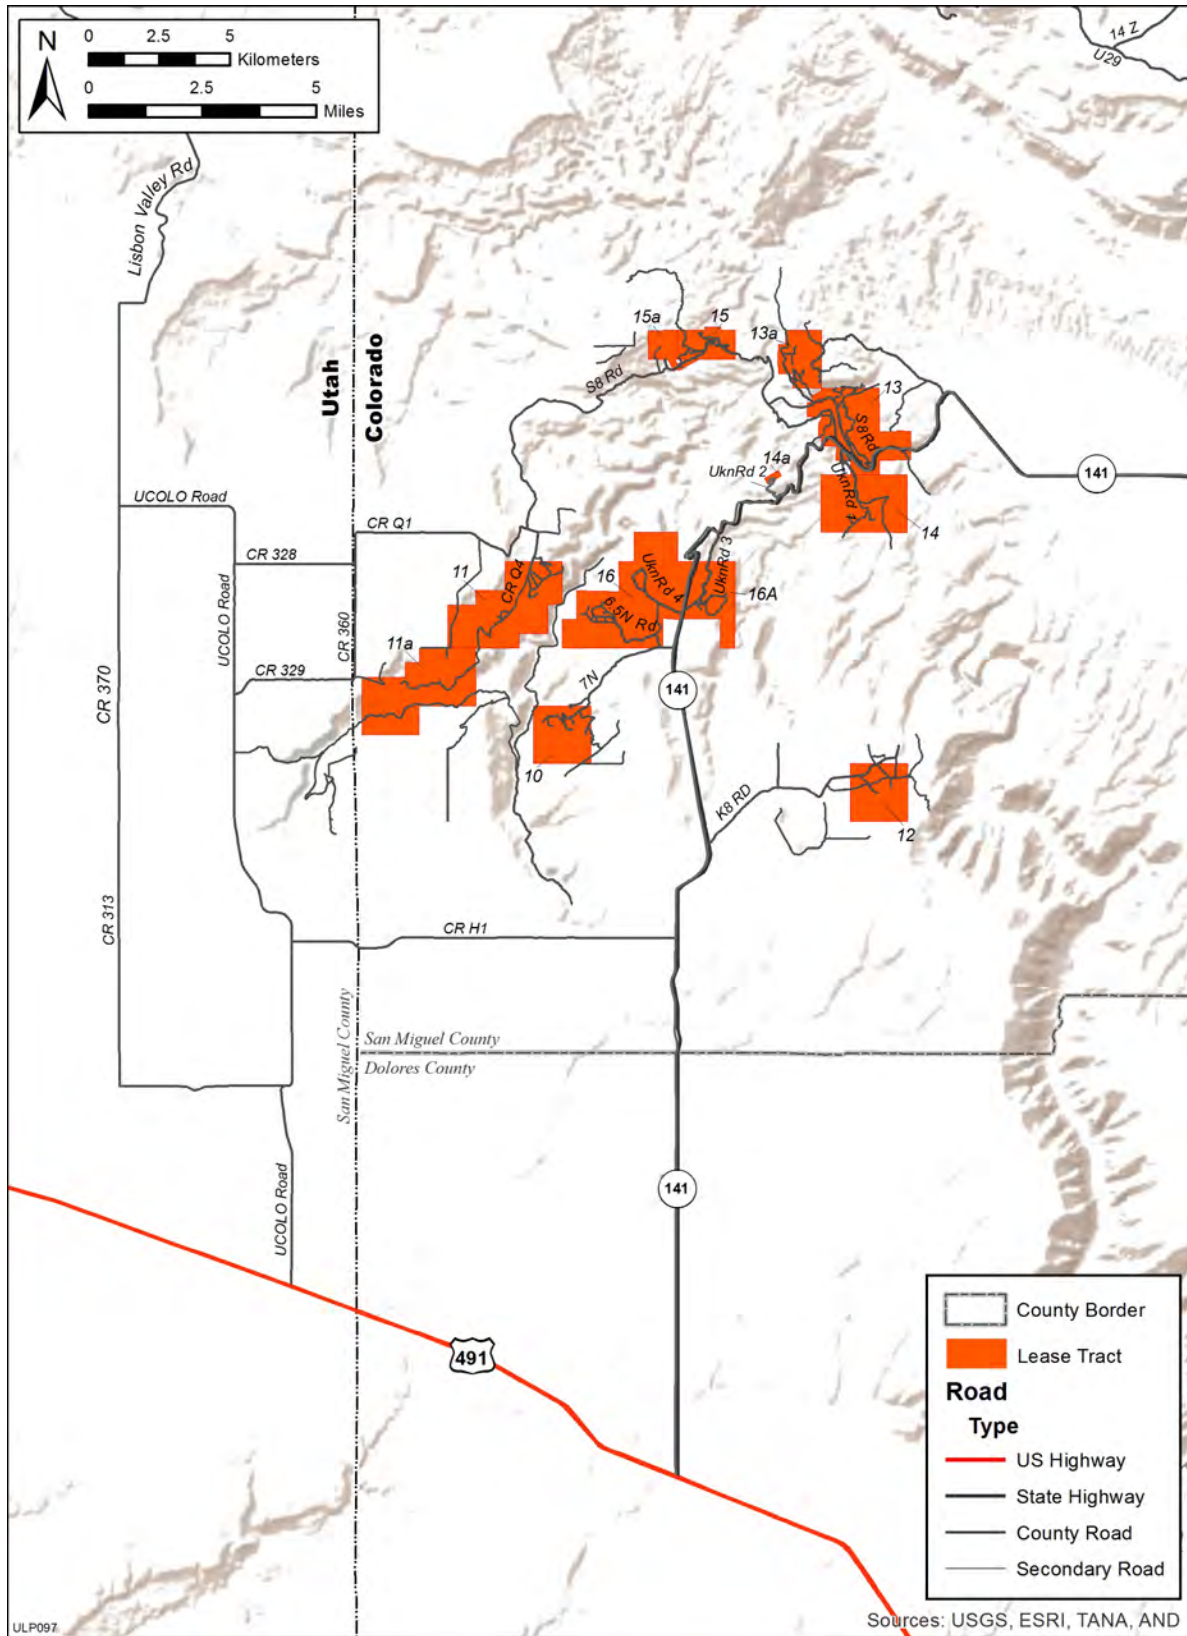 N
0 2.5 5
Kilometers
0 2.5 5
Miles
14 Z
U29
Lisbon Valley Rd
Utah
Colorado
15a
15
13a
S8 Rd
13
S8Rd
14a
UknRd 2
141
UknRd 1
14
UCOLO Road
CR Q1
CR 328
11
CR Q4
16
UknRd 4
UknRd 3
16A
6.5N Rd
UCOLO Road
CR 360
11a
CR 329
CR 370
7N
141
10
K8 RD
12
CR 313
CR H1
San Miguel County
San Miguel County
Dolores County
141
UCOLO Road
491
County Border
Lease Tract
Road
Type
US Highway
State Highway
County Road
Secondary Road
ULP097
Sources: USGS, ESRI, TANA, AND